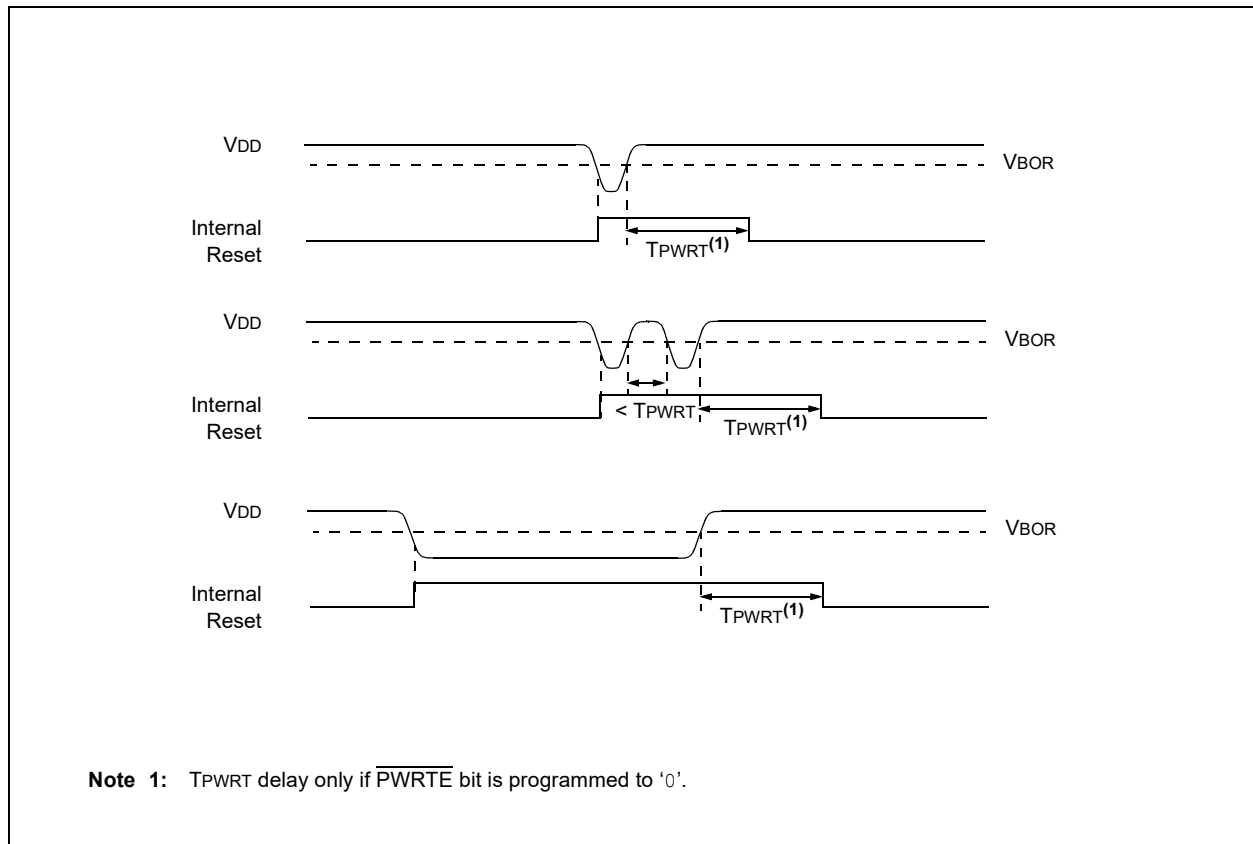 VDD
VBOR
Internal
Reset
TPWRT(1)
VDD
VBOR
Internal
Reset
< TPWRT
TPWRT(1)
VDD
VBOR
Internal
Reset
TPWRT(1)
Note 1: TPWRT delay only if PWRTE bit is programmed to ‘0’.